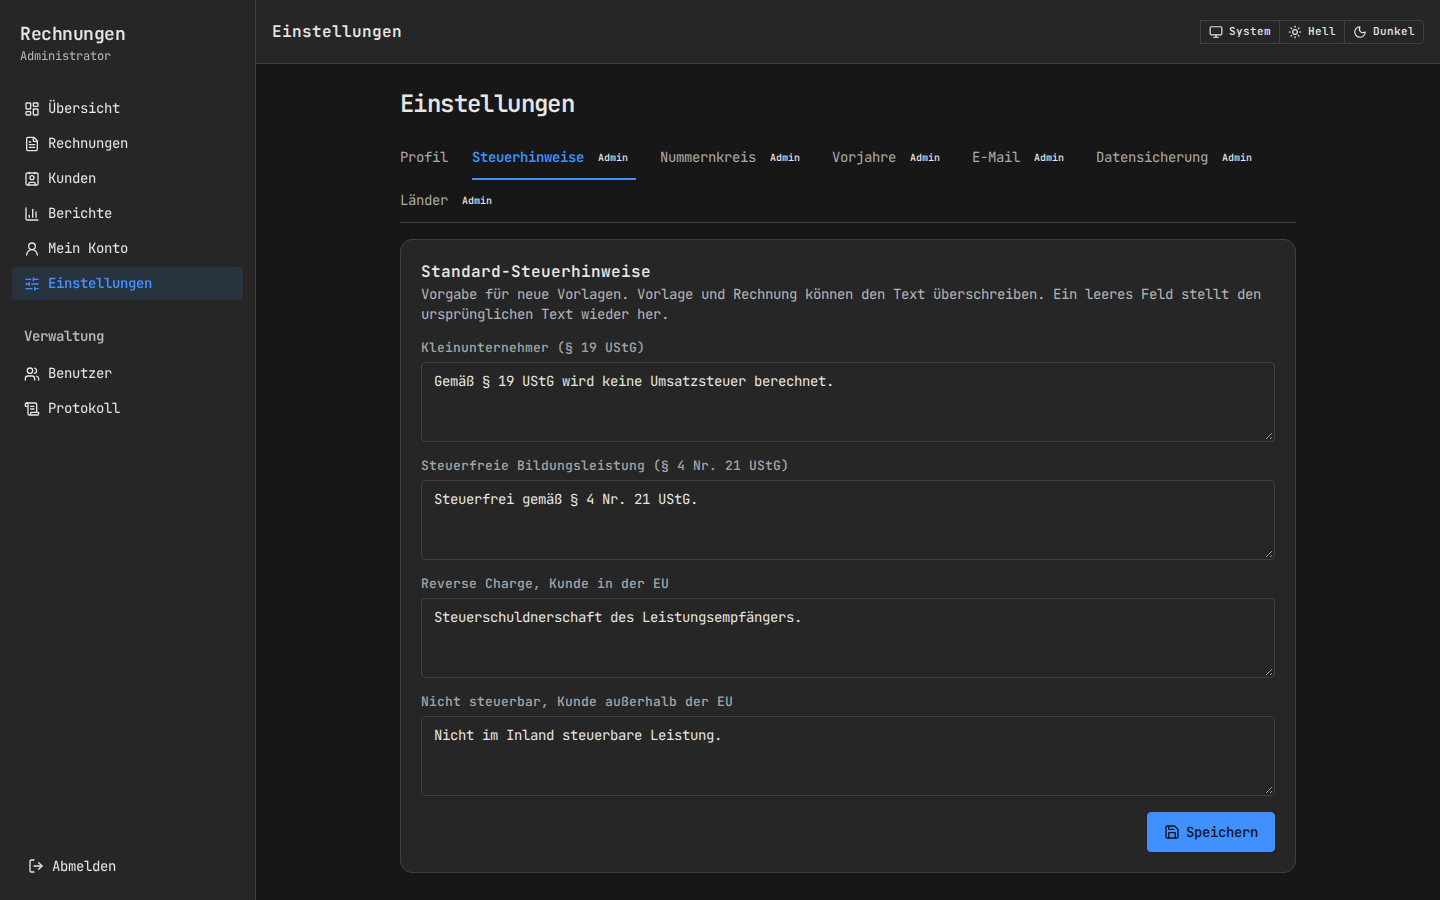 Rechnungen
Administrator
Übersicht
Rechnungen
Kunden
Berichte
Mein Konto
Einstellungen
Verwaltung
Benutzer
Protokoll
Abmelden
Einstellungen
System Hell Dunkel
Einstellungen
Profil Steuerhinweise Admin Nummernkreis Admin Vorjahre Admin E-Mail Admin Datensicherung Admin
Länder Admin
Standard-Steuerhinweise
Vorgabe für neue Vorlagen. Vorlage und Rechnung können den Text überschreiben. Ein leeres Feld stellt den
ursprünglichen Text wieder her.
Kleinunternehmer (§ 19 UStG)
Gemäß § 19 UStG wird keine Umsatzsteuer berechnet.
Steuerfreie Bildungsleistung (§ 4 Nr. 21 UStG)
Steuerfrei gemäß § 4 Nr. 21 UStG.
Reverse Charge, Kunde in der EU
Steuerschuldnerschaft des Leistungsempfängers.
Nicht steuerbar, Kunde außerhalb der EU
Nicht im Inland steuerbare Leistung.
Speichern